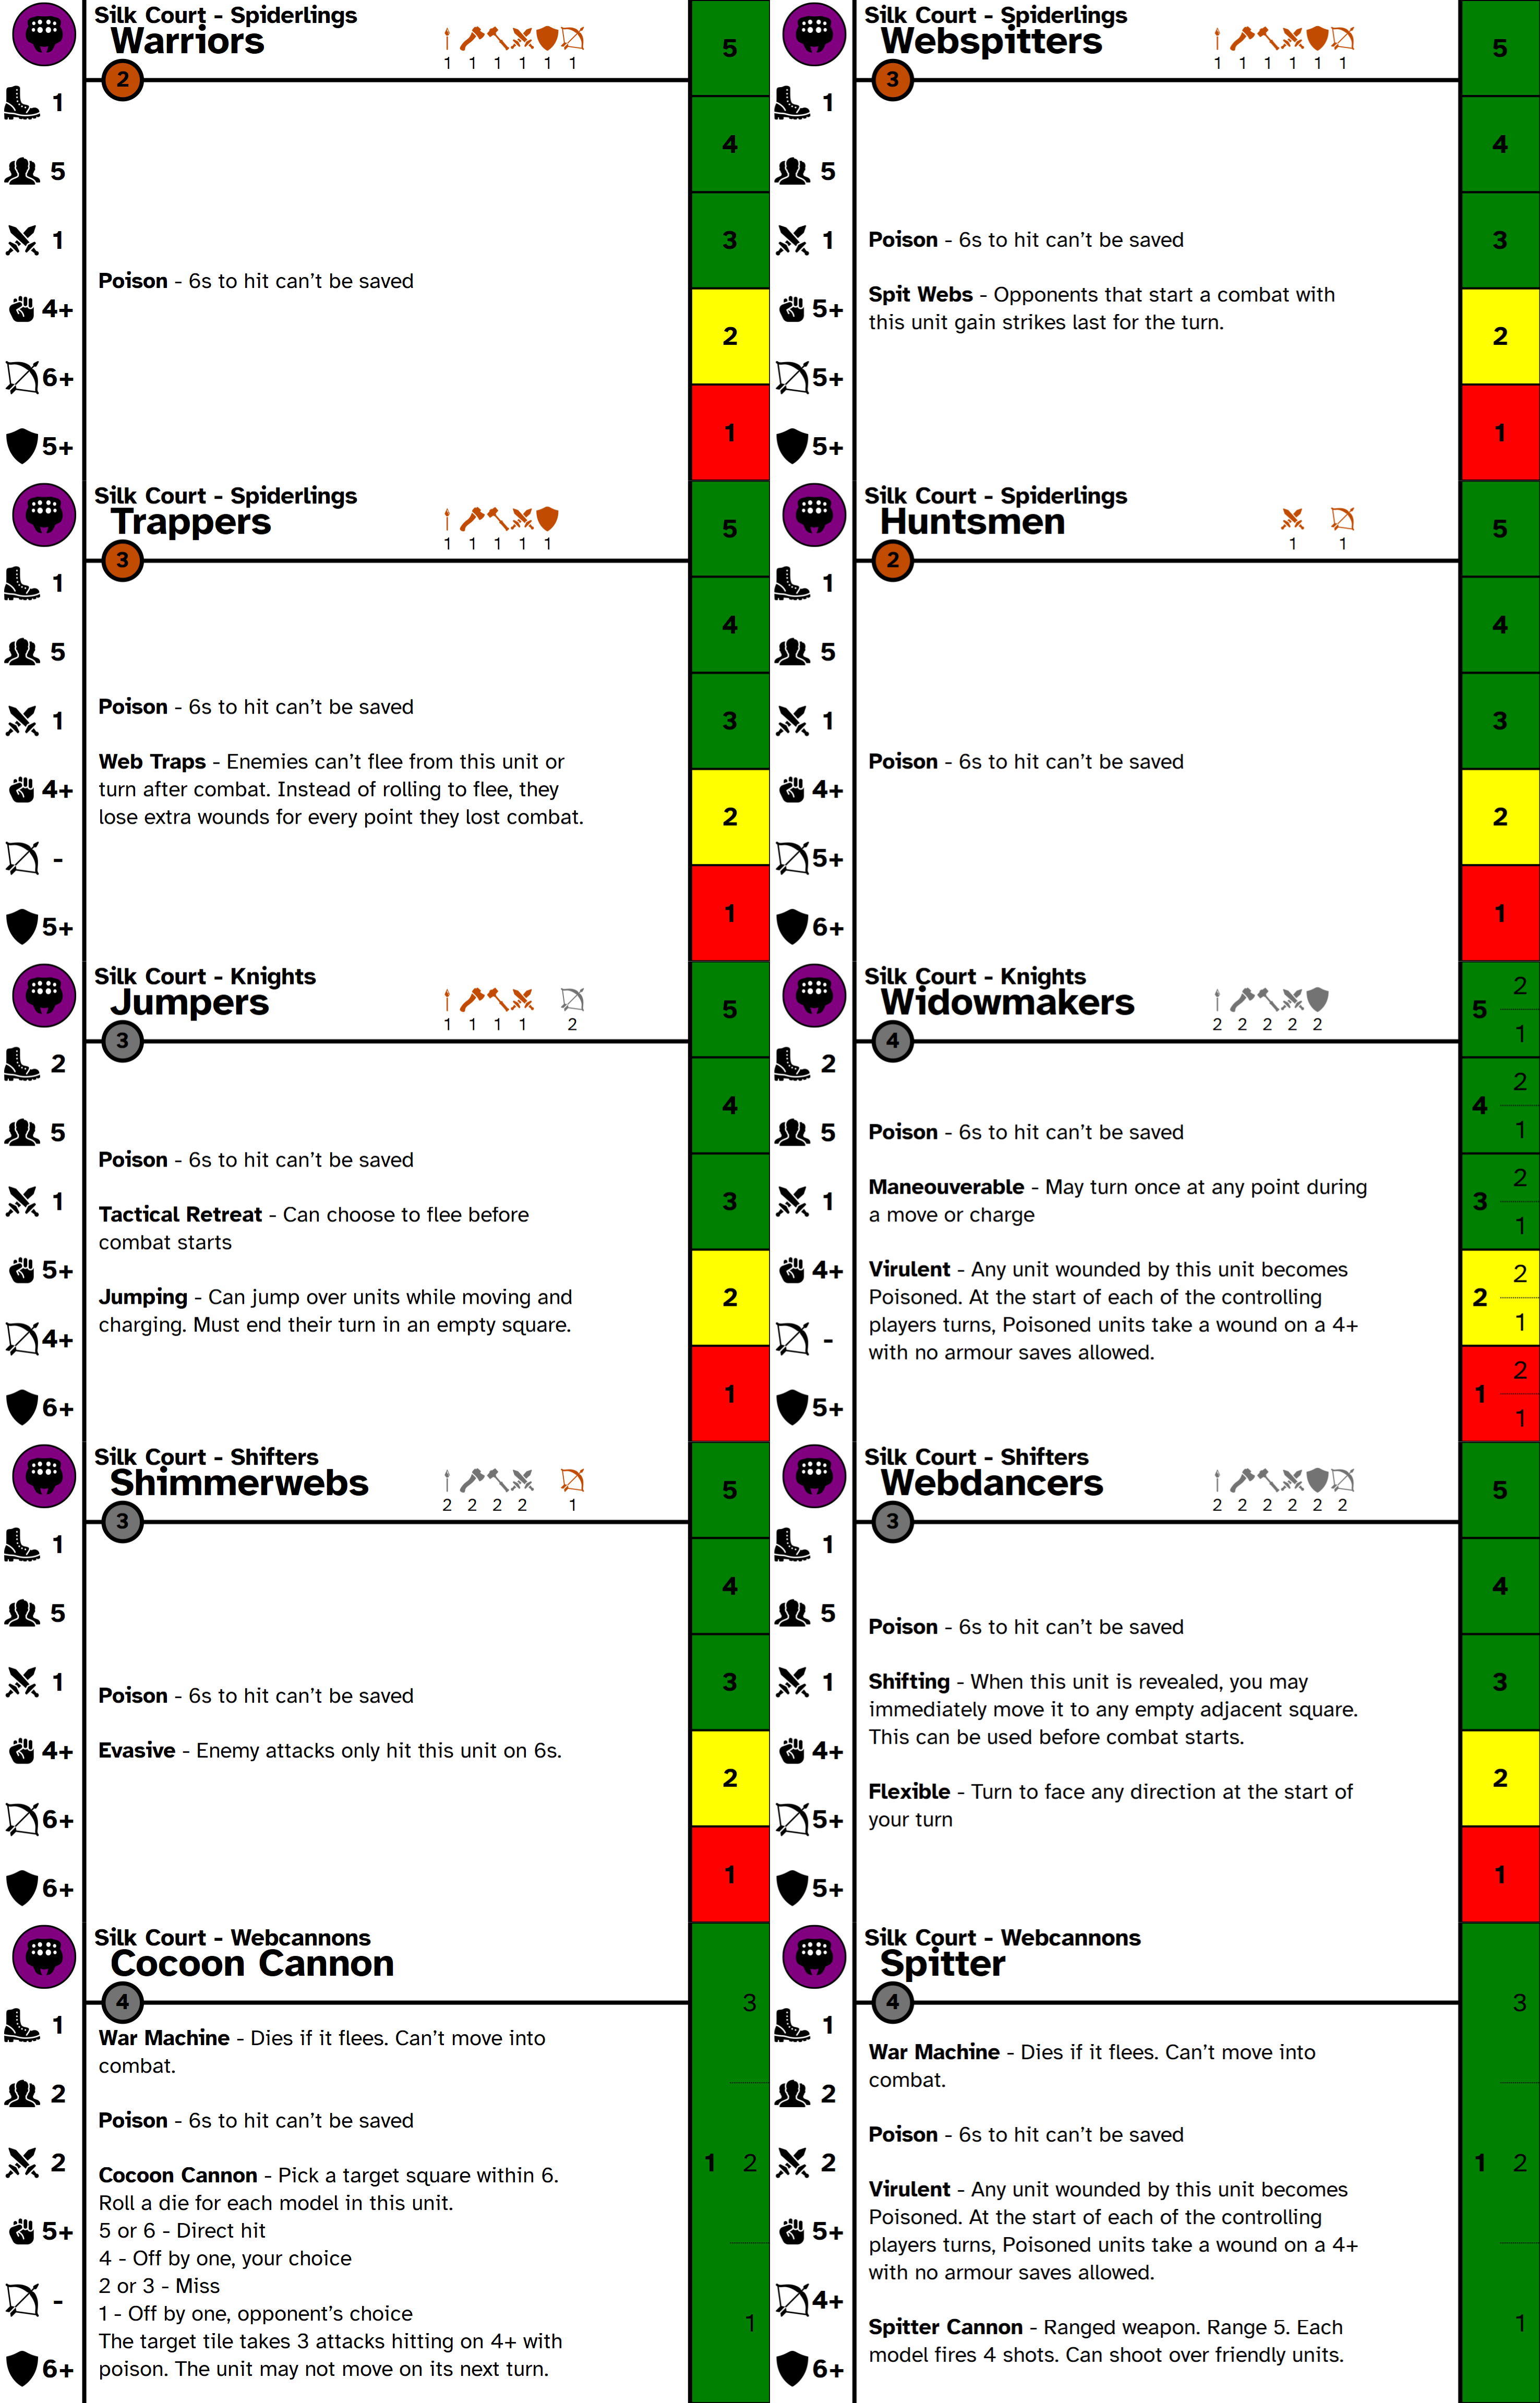 Silk Court - Spiderlings
Warriors
1 1 1 1 1 1
2
1
5
1
4+
6+
5+
Poison - 6s to hit can’t be saved
5
4
3
2
1
Silk Court - Spiderlings
Webspitters
1 1 1 1 1 1
3
1
5
1
5+
5+
5+
Poison - 6s to hit can’t be saved
Spit Webs - Opponents that start a combat with
this unit gain strikes last for the turn.
5
4
3
2
1
Silk Court - Spiderlings
Trappers
1 1 1 1 1
3
1
5
1
4+
-
5+
Poison - 6s to hit can’t be saved
Web Traps - Enemies can’t flee from this unit or
turn after combat. Instead of rolling to flee, they
lose extra wounds for every point they lost combat.
5
4
3
2
1
Silk Court - Spiderlings
Huntsmen
1 1
2
1
5
1
4+
5+
6+
Poison - 6s to hit can’t be saved
5
4
3
2
1
Silk Court - Knights
Jumpers
1 1 1 1 2
3
2
5
1
5+
4+
6+
Poison - 6s to hit can’t be saved
Tactical Retreat - Can choose to flee before
combat starts
Jumping - Can jump over units while moving and
charging. Must end their turn in an empty square.
5
4
3
2
1
Silk Court - Knights
Widowmakers
2 2 2 2 2
4
2
5
1
4+
-
5+
Poison - 6s to hit can’t be saved
Maneouverable - May turn once at any point during
a move or charge
Virulent - Any unit wounded by this unit becomes
Poisoned. At the start of each of the controlling
players turns, Poisoned units take a wound on a 4+
with no armour saves allowed.
5 2
1
4 2
1
3 2
1
2 2
1
1 2
1
Silk Court - Shifters
Shimmerwebs
2 2 2 2 1
3
1
5
1
4+
6+
6+
Poison - 6s to hit can’t be saved
Evasive - Enemy attacks only hit this unit on 6s.
5
4
3
2
1
Silk Court - Shifters
Webdancers
2 2 2 2 2 2
3
1
5
1
4+
5+
5+
Poison - 6s to hit can’t be saved
Shifting - When this unit is revealed, you may
immediately move it to any empty adjacent square.
This can be used before combat starts.
Flexible - Turn to face any direction at the start of
your turn
5
4
3
2
1
Silk Court - Webcannons
Cocoon Cannon
4
1
2
2
5+
-
6+
War Machine - Dies if it flees. Can’t move into
combat.
Poison - 6s to hit can’t be saved
Cocoon Cannon - Pick a target square within 6.
Roll a die for each model in this unit.
5 or 6 - Direct hit
4 - Off by one, your choice
2 or 3 - Miss
1 - Off by one, opponent’s choice
The target tile takes 3 attacks hitting on 4+ with
poison. The unit may not move on its next turn.
3
1 2
1
Silk Court - Webcannons
Spitter
4
1
2
2
5+
4+
6+
War Machine - Dies if it flees. Can’t move into
combat.
Poison - 6s to hit can’t be saved
Virulent - Any unit wounded by this unit becomes
Poisoned. At the start of each of the controlling
players turns, Poisoned units take a wound on a 4+
with no armour saves allowed.
Spitter Cannon - Ranged weapon. Range 5. Each
model fires 4 shots. Can shoot over friendly units.
3
1 2
1